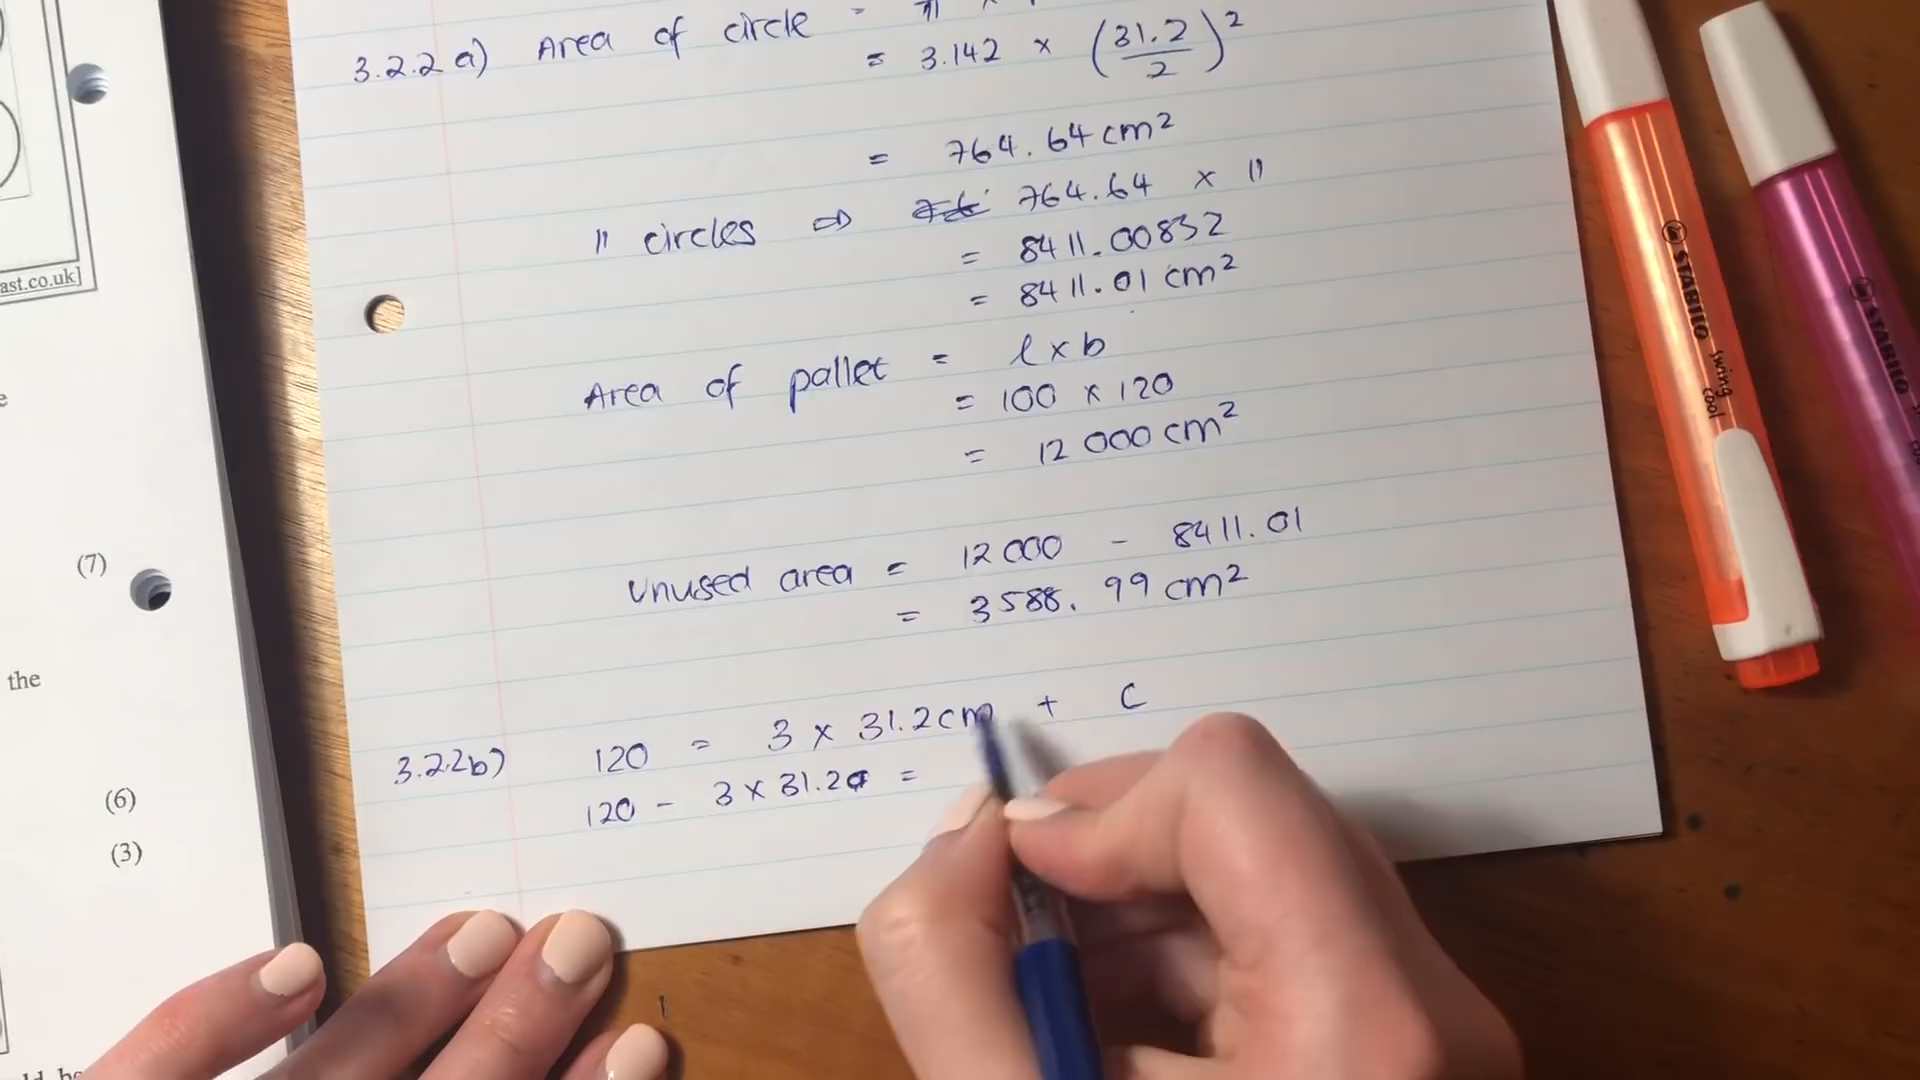 3.2.2 a) Area of circle = π ×
= 3.142 × (31.2/2)²
= 764.64 cm²
11 circles ⇒ 764.64 × 11
= 8411.00832
= 8411.01 cm²
Area of pallet = l × b
= 100 × 120
= 12 000 cm²
Unused area = 12 000 - 8411.01
= 3588.99 cm²
3.2.2b) 120 = 3 × 31.2cm + C
120 - 3 × 31.2 =
ast.co.uk]
(7)
the
(6)
(3)
STABILO
swing cool
STABILO